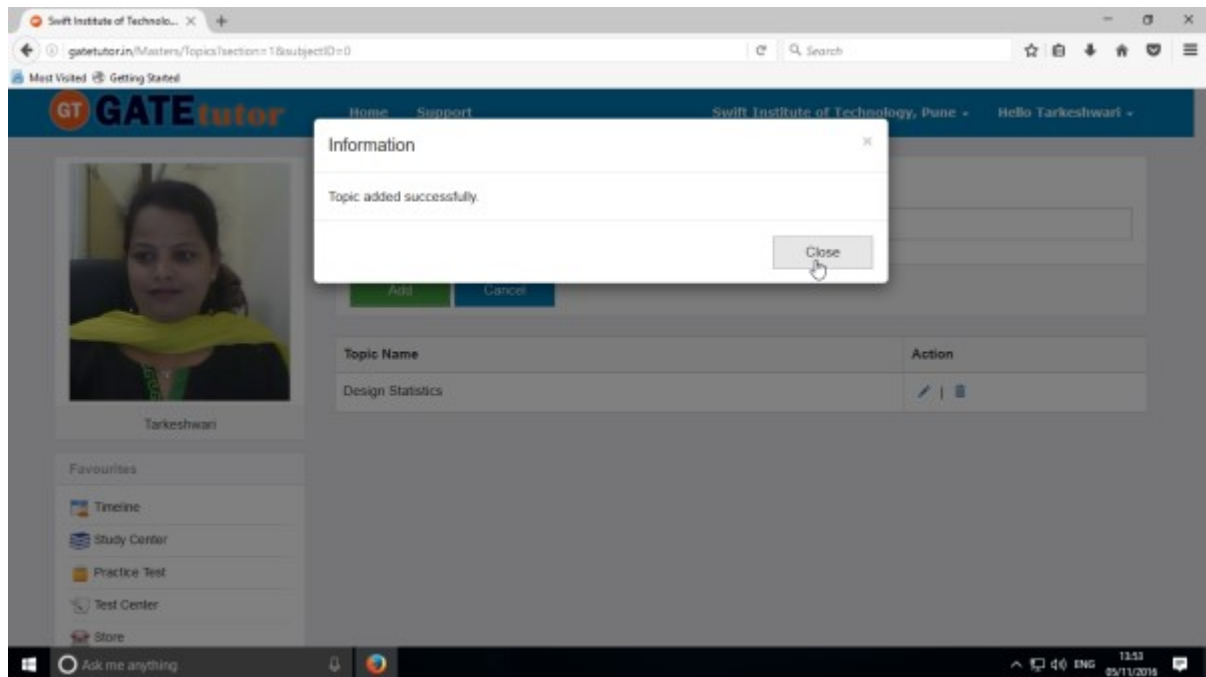 Swift Institute of Technolo...
gatetutor.in/Masters/Topics?section=1&subjectID=0
Search
Most Visited Getting Started
GT GATEtutor Home Support Swift Institute of Technology, Pune Hello Tarkeshwari
Information
Topic added successfully.
Close
Add Cancel
Topic Name Action
Design Statistics |
Tarkeshwari
Favourites
Timeline
Study Center
Practice Test
Test Center
Store
Ask me anything ENG 13:53
05/11/2016